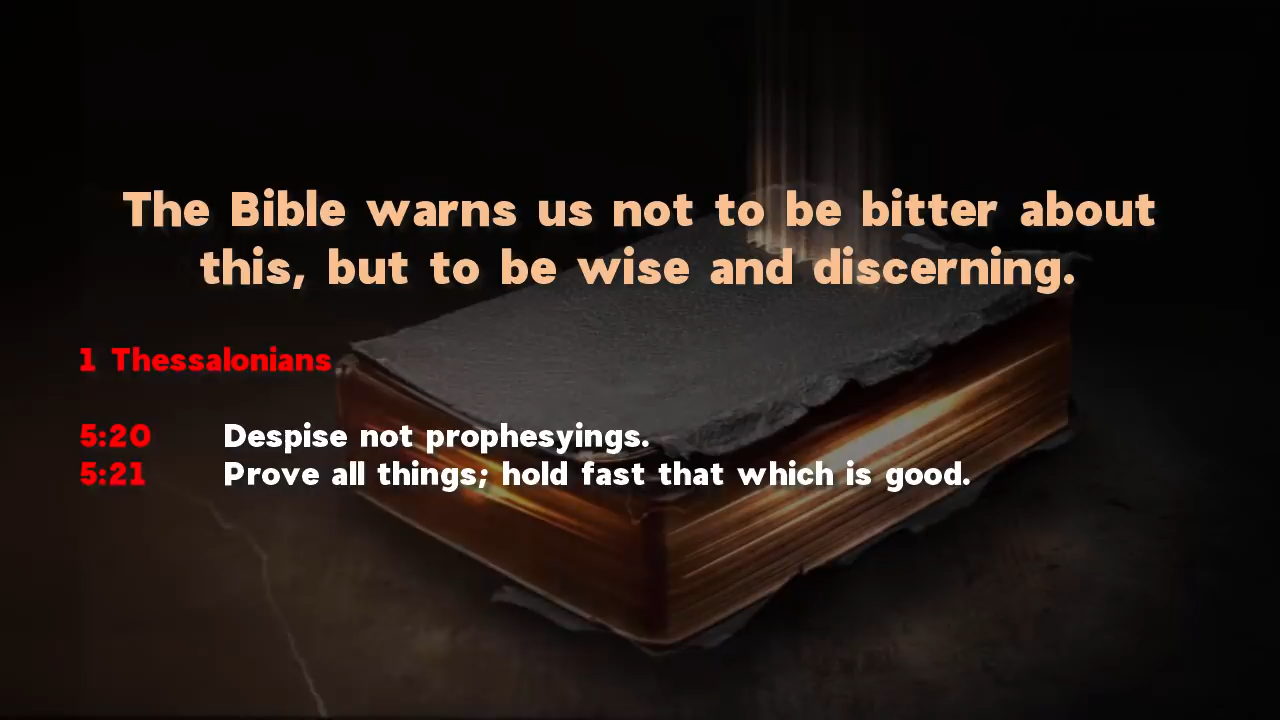 The Bible warns us not to be bitter about
this, but to be wise and discerning.
1 Thessalonians
5:20 Despise not prophesyings.
5:21 Prove all things; hold fast that which is good.